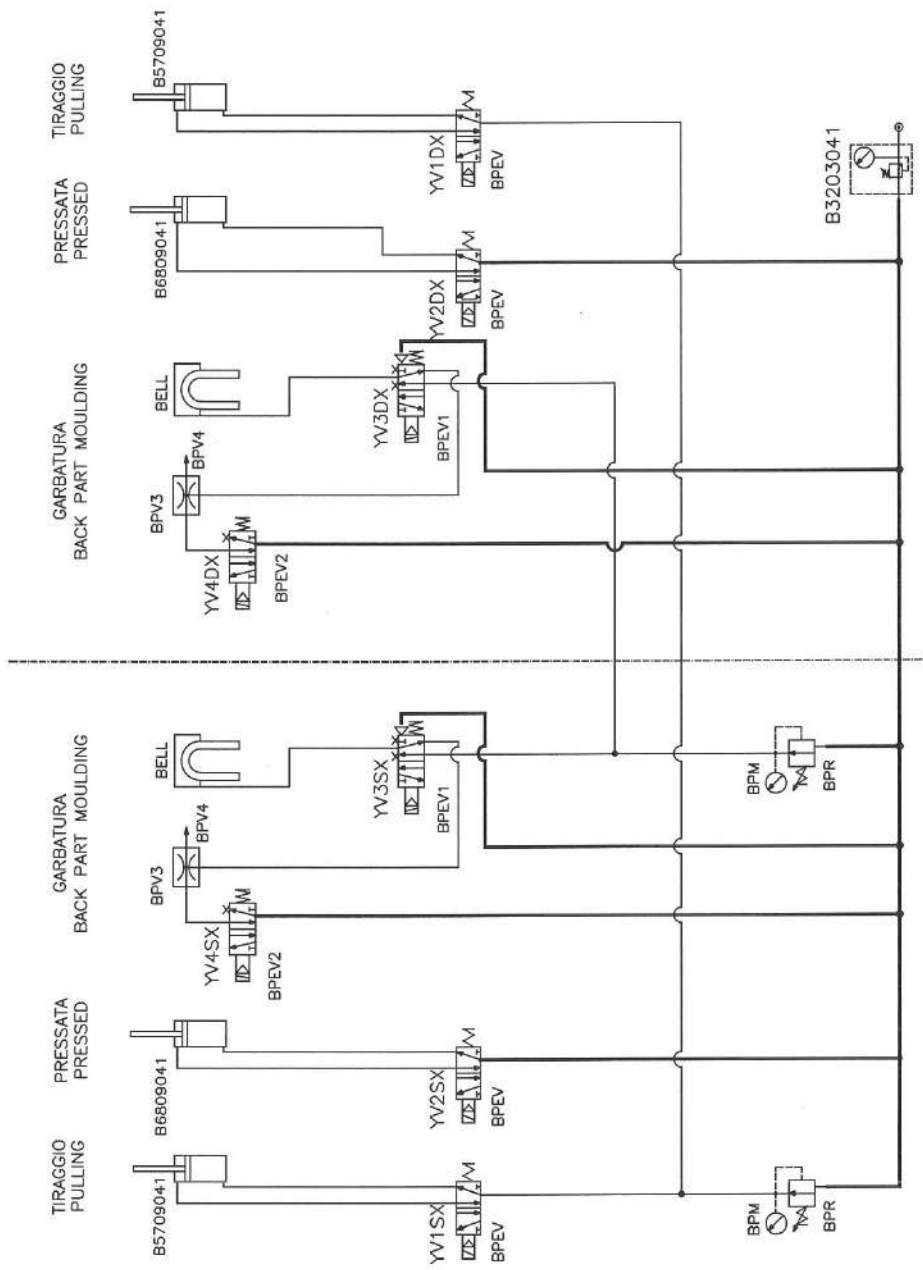 TIRAGGIO
PULLING
B5709041
YV1SX
BPEV
BPM
BPR
PRESSATA
PRESSED
B6809041
YV2SX
BPEV
GARBATURA
BACK PART MOULDING
BPV3
BPV4
BELL
YV4SX
BPEV2
YV3SX
BPEV1
BPM
BPR
GARBATURA
BACK PART MOULDING
BPV3
BPV4
BELL
YV4DX
BPEV2
YV3DX
BPEV1
PRESSATA
PRESSED
B6809041
YV2DX
BPEV
TIRAGGIO
PULLING
B5709041
YV1DX
BPEV
B3203041